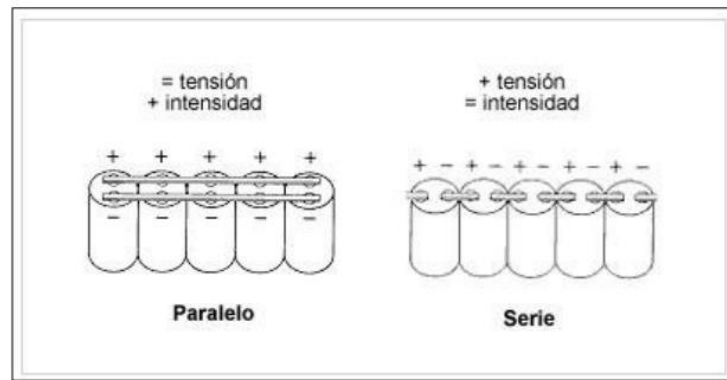 = tensión
+ intensidad
+ + + + +
− − − − −
Paralelo
+ tensión
= intensidad
+ − + − + − + − + −
Serie